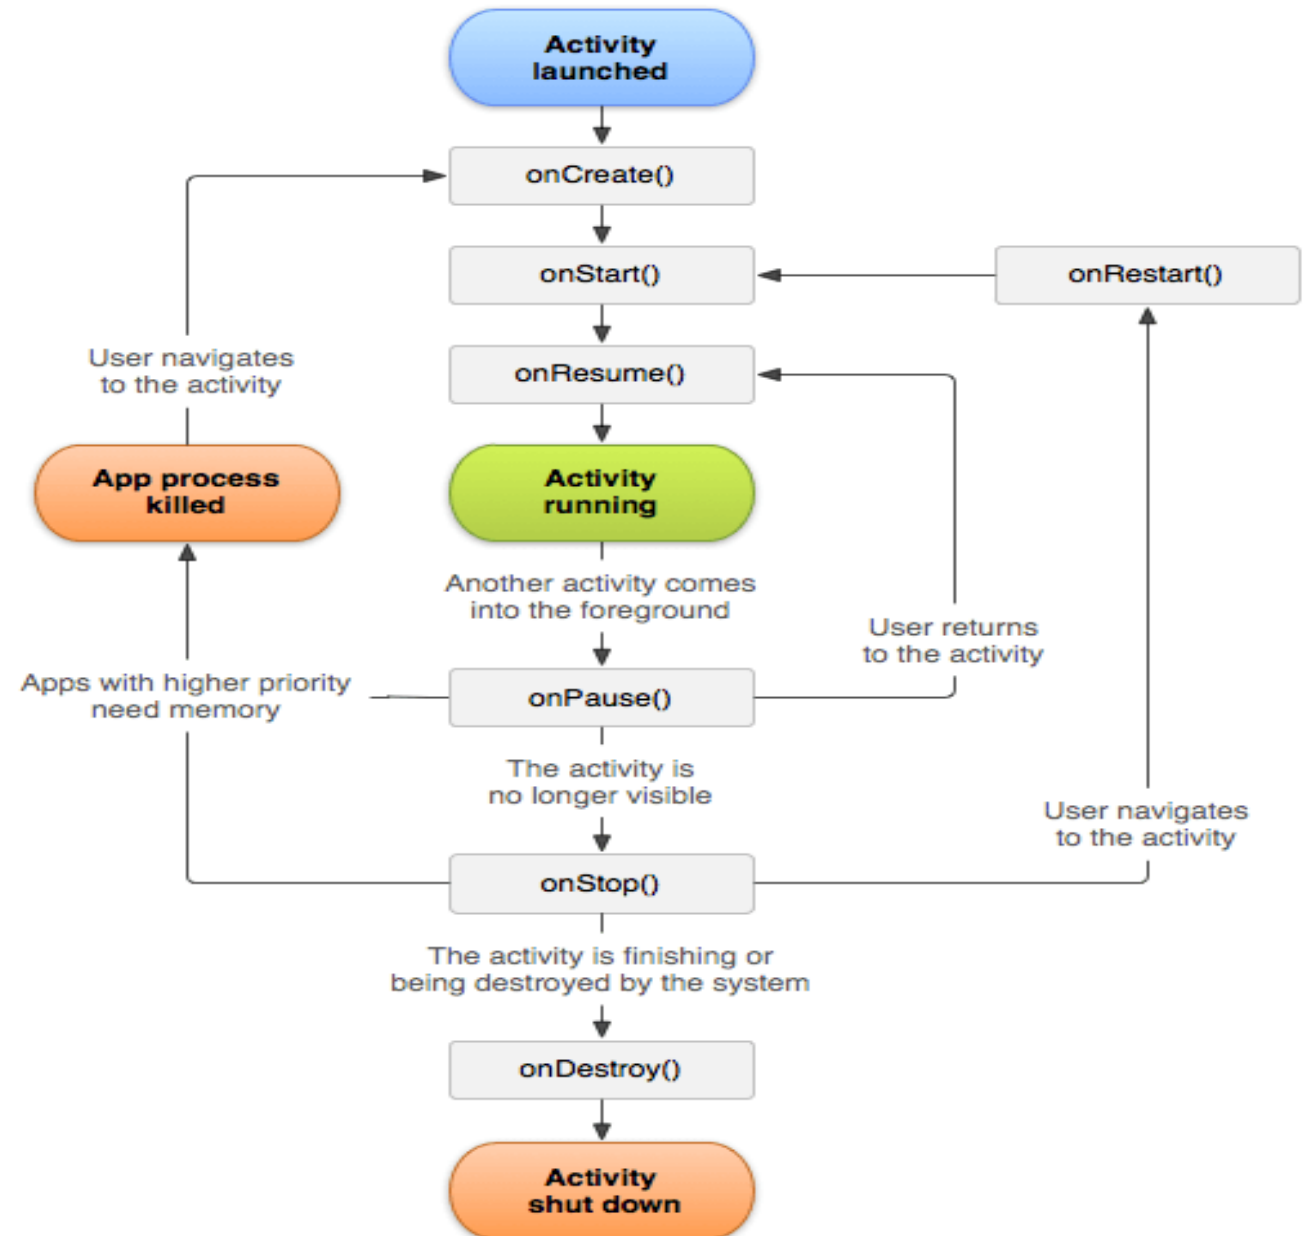 Activity
launched
onCreate()
onStart()
onRestart()
onResume()
User navigates
to the activity
App process
killed
Activity
running
Another activity comes
into the foreground
User returns
to the activity
Apps with higher priority
need memory
onPause()
The activity is
no longer visible
User navigates
to the activity
onStop()
The activity is finishing or
being destroyed by the system
onDestroy()
Activity
shut down